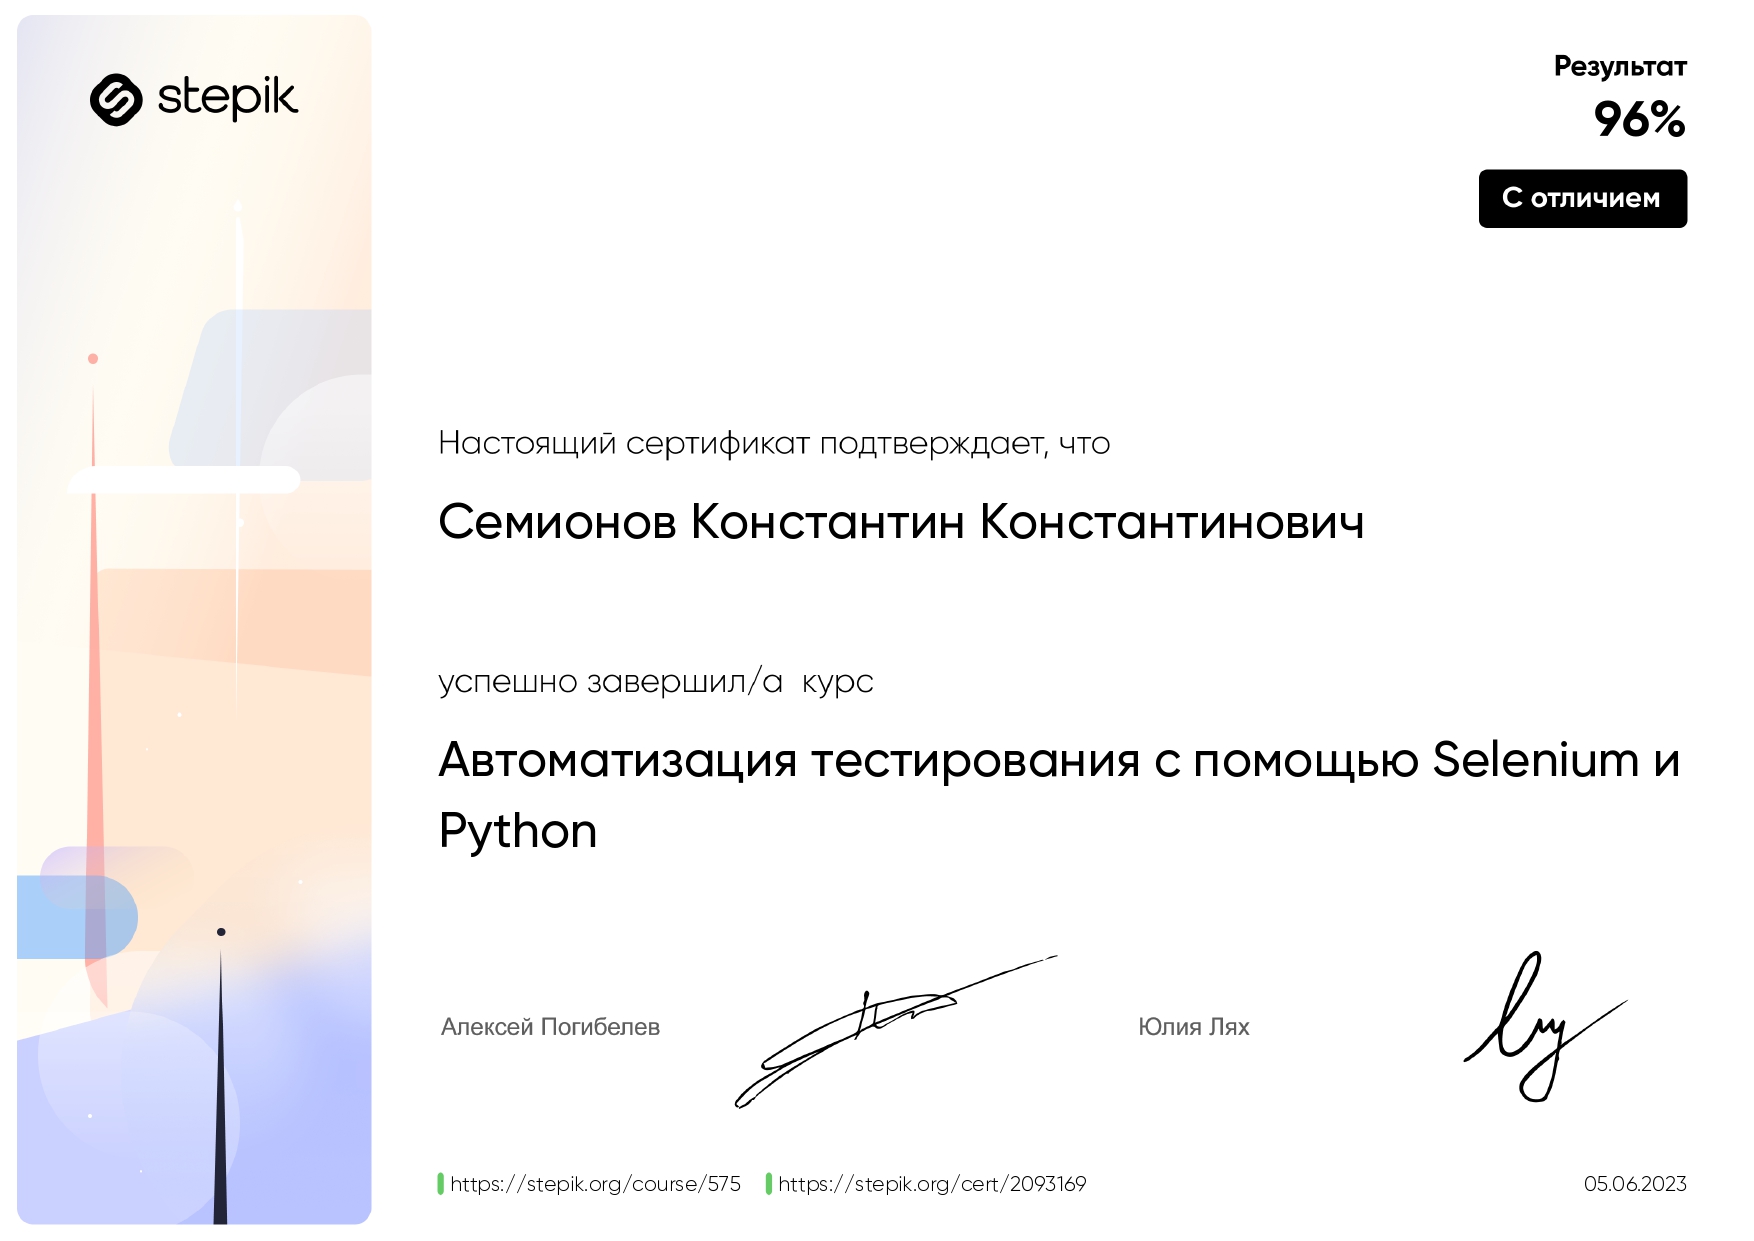 stepik
Результат
96%
С отличием
Настоящий сертификат подтверждает, что
Семионов Константин Константинович
успешно завершил/а курс
Автоматизация тестирования с помощью Selenium и
Python
Алексей Погибелев
Юлия Лях
https://stepik.org/course/575 https://stepik.org/cert/2093169 05.06.2023